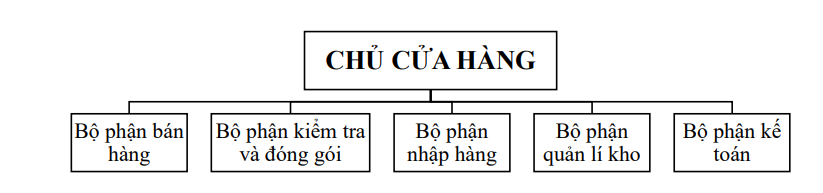 CHỦ CỬA HÀNG
Bộ phận bán
hàng
Bộ phận kiểm tra
và đóng gói
Bộ phận
nhập hàng
Bộ phận
quản lí kho
Bộ phận kế
toán